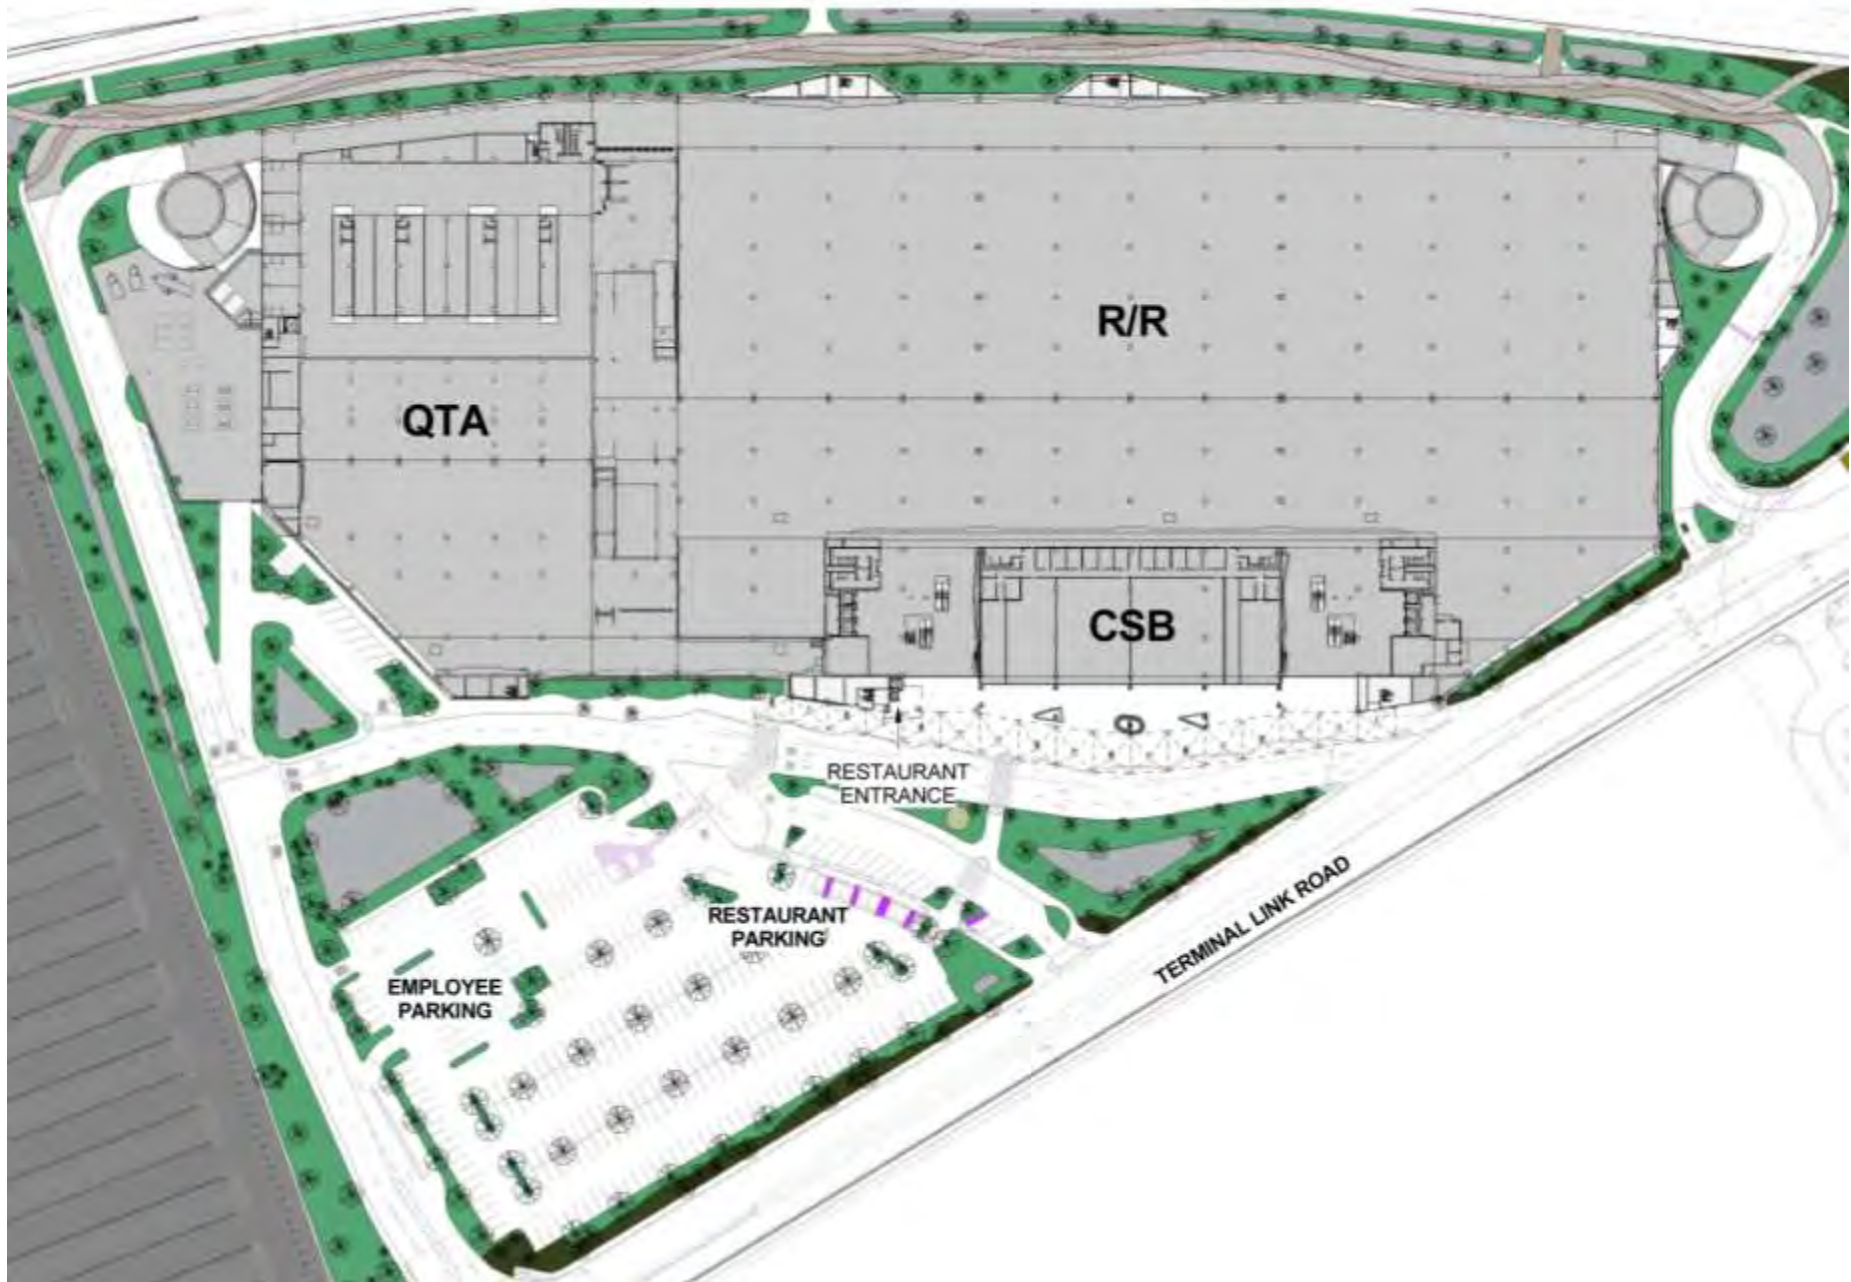 R/R
QTA
CSB
RESTAURANT
ENTRANCE
RESTAURANT
PARKING
EMPLOYEE
PARKING
TERMINAL LINK ROAD